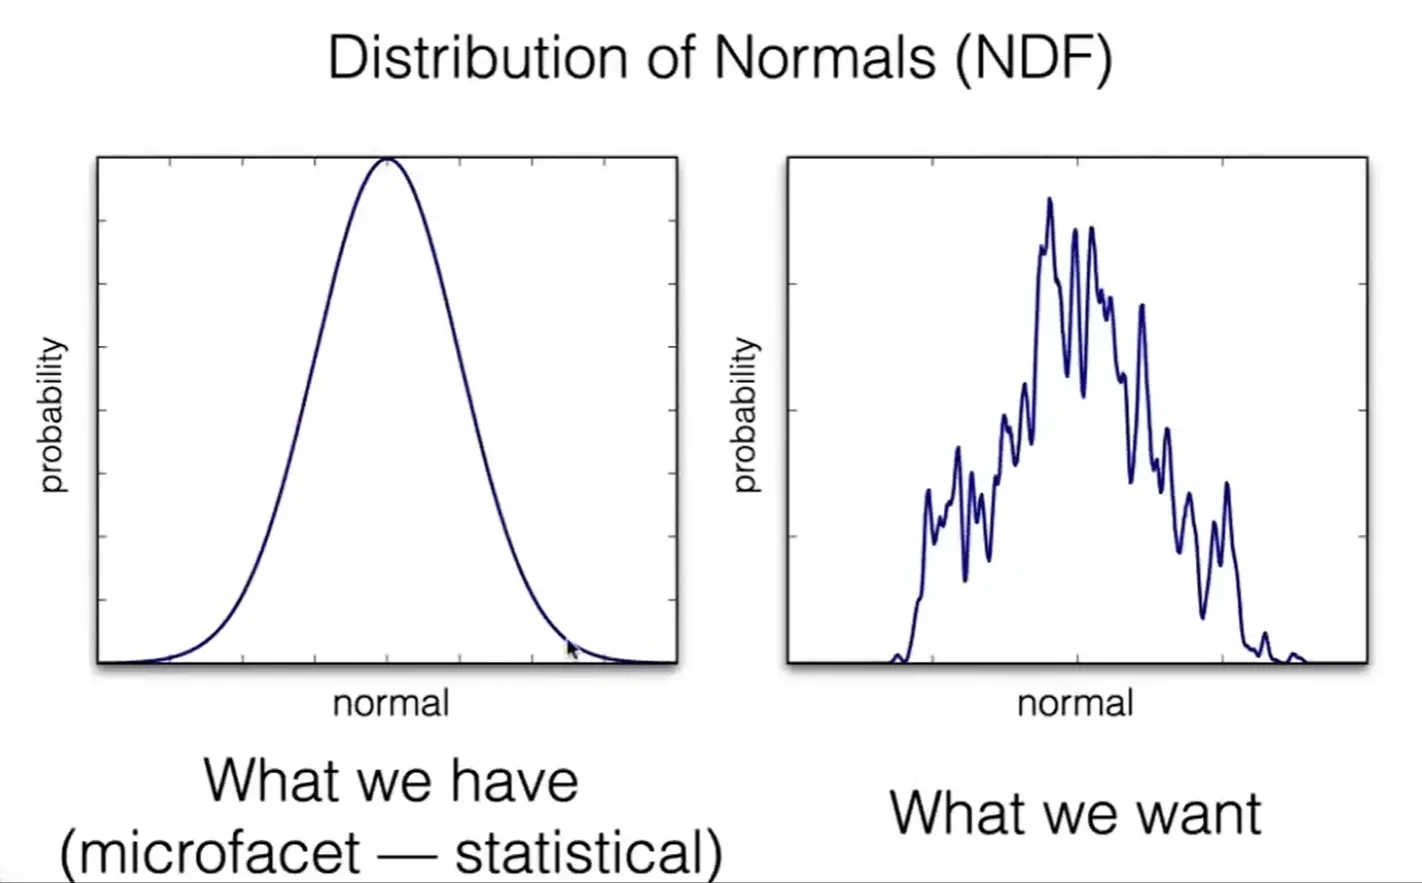 Distribution of Normals (NDF)
probability
normal
What we have
(microfacet — statistical)
probability
normal
What we want